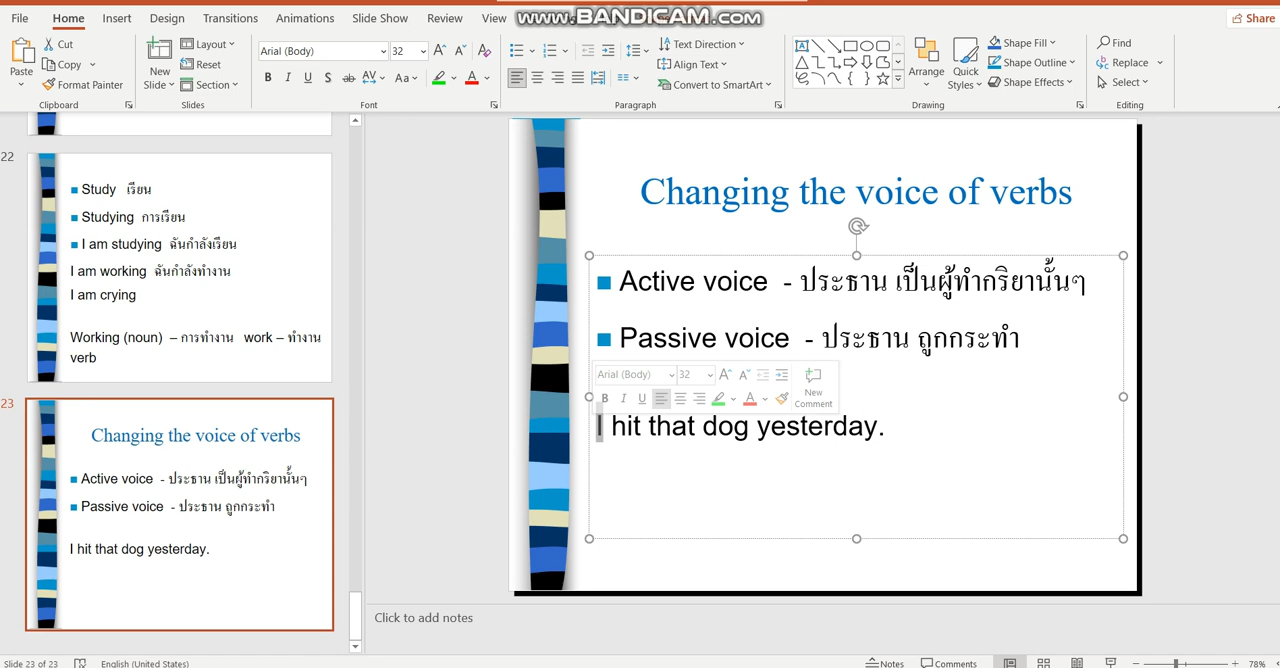 www.BANDICAM.com
File Home Insert Design Transitions Animations Slide Show Review View Share
Paste
Cut
Copy
Format Painter
Clipboard
New
Slide
Layout
Reset
Section
Slides
Arial (Body) 32
B I U S ab AV Aa A
Font
Text Direction
Align Text
Convert to SmartArt
Paragraph
Arrange
Quick
Styles
Shape Fill
Shape Outline
Shape Effects
Drawing
Find
Replace
Select
Editing
22
Study เรียน
Studying การเรียน
I am studying ฉันกำลังเรียน
I am working ฉันกำลังทำงาน
I am crying
Working (noun) – การทำงาน work – ทำงาน
verb
23
Changing the voice of verbs
Active voice - ประธาน เป็นผู้ทำกริยานั้นๆ
Passive voice - ประธาน ถูกกระทำ
I hit that dog yesterday.
Changing the voice of verbs
Active voice - ประธาน เป็นผู้ทำกริยานั้นๆ
Passive voice - ประธาน ถูกกระทำ
Arial (Body) 32
B I U A
New
Comment
I hit that dog yesterday.
Click to add notes
Slide 23 of 23 English (United States) Notes Comments 78%